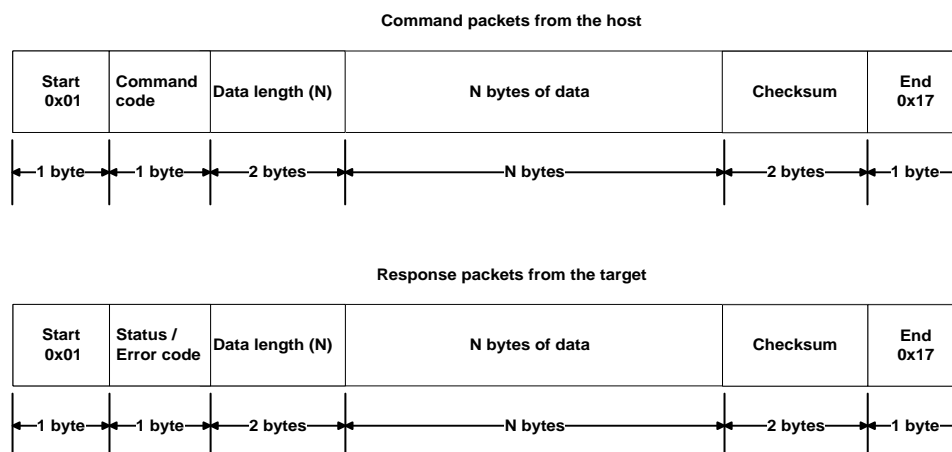 Command packets from the host
Start 0x01
Command code
Data length (N)
N bytes of data
Checksum
End 0x17
1 byte
1 byte
2 bytes
N bytes
2 bytes
1 byte
Response packets from the target
Start 0x01
Status / Error code
Data length (N)
N bytes of data
Checksum
End 0x17
1 byte
1 byte
2 bytes
N bytes
2 bytes
1 byte